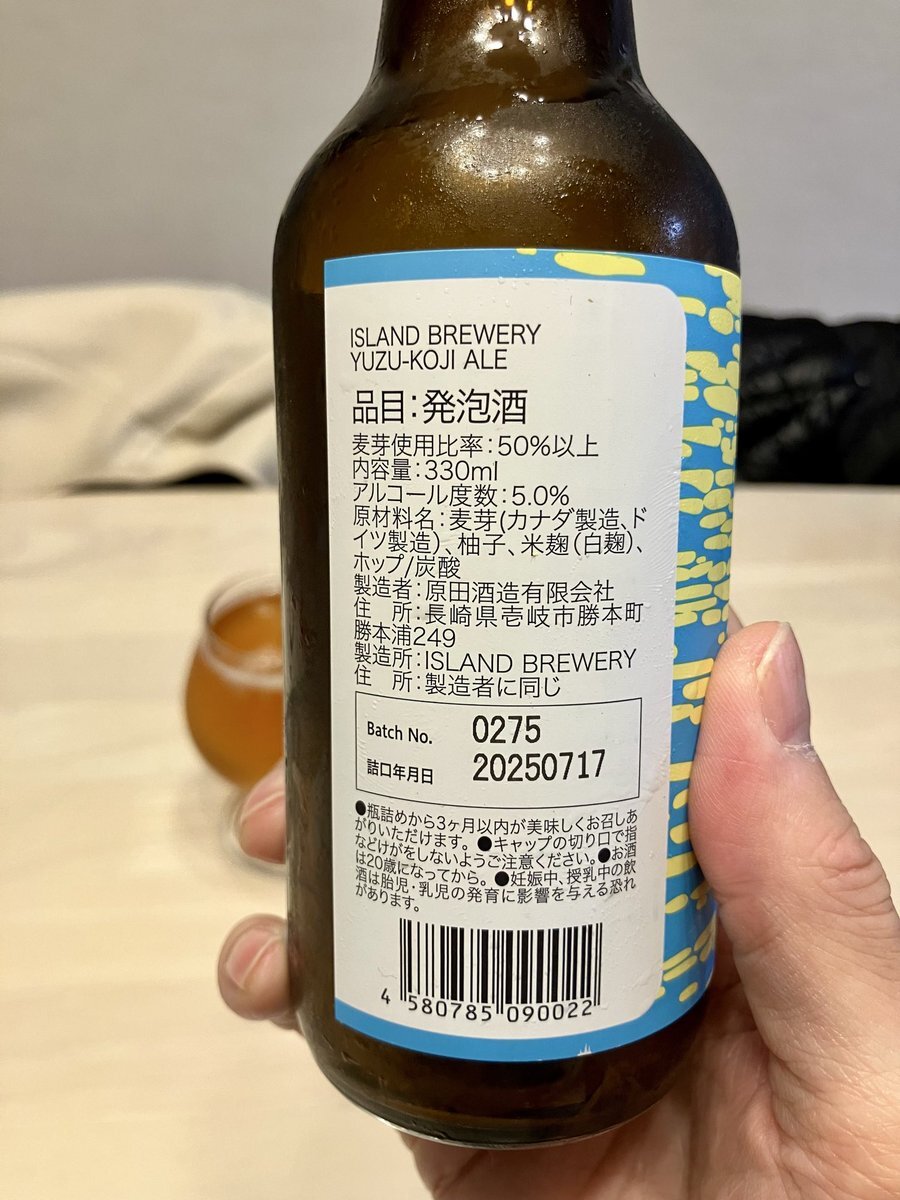 ISLAND BREWERY
YUZU-KOJI ALE
品目：発泡酒
麦芽使用比率：50%以上
内容量：330ml
アルコール度数：5.0%
原材料名：麦芽(カナダ製造、ド
イツ製造)、柚子、米麹(白麹)、
ホップ/炭酸
製造者：原田酒造有限会社
住　所：長崎県壱岐市勝本町
勝本浦249
製造所：ISLAND BREWERY
住　所：製造者に同じ
Batch No. 0275
詰口年月日 20250717
●瓶詰めから3ヶ月以内が美味しくお召しあ
がりいただけます。●キャップの切り口で指
などけがをしないようご注意ください。●お酒
は20歳になってから。●妊娠中、授乳中の飲
酒は胎児・乳児の発育に影響を与える恐れ
があります。
4 580785 090022